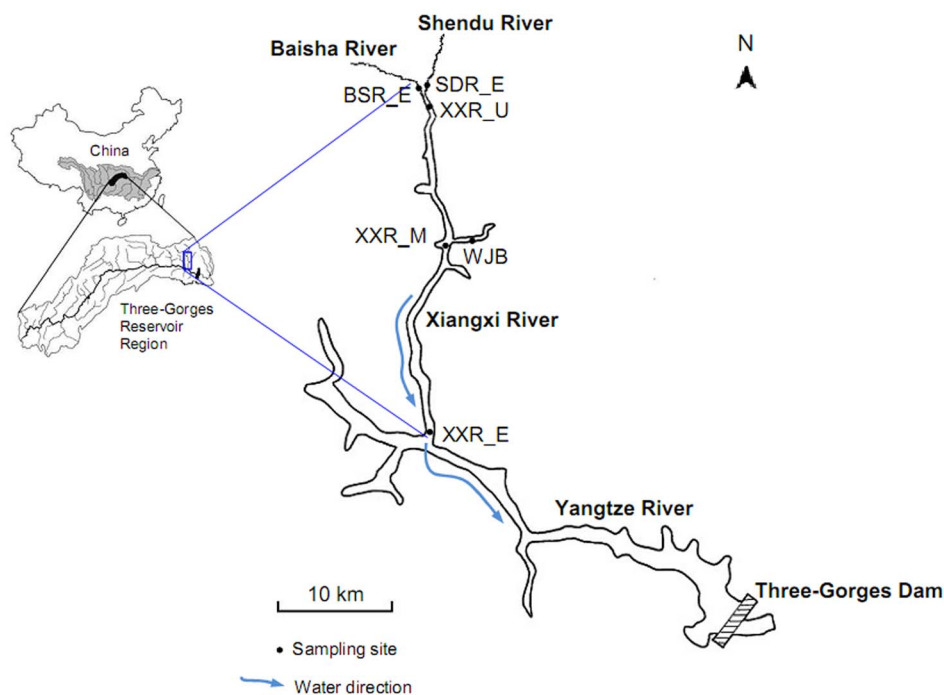 Shendu River
Baisha River
N
BSR_E
SDR_E
XXR_U
China
XXR_M
WJB
Three-Gorges
Reservoir
Region
Xiangxi River
XXR_E
Yangtze River
10 km
Three-Gorges Dam
Sampling site
Water direction